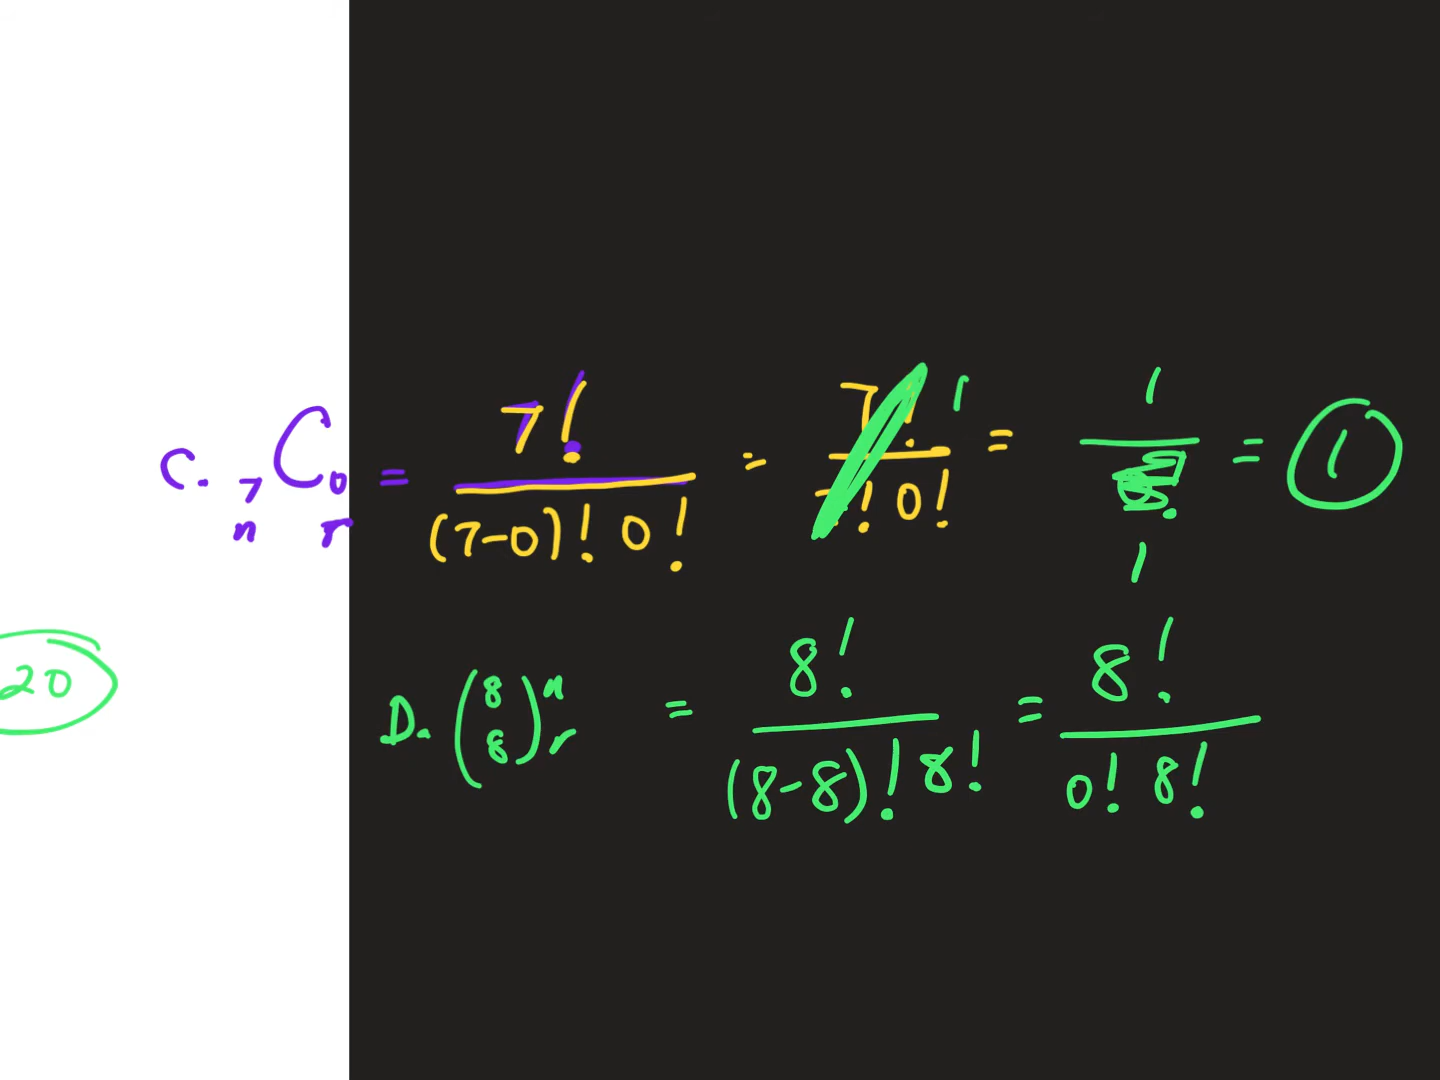 C. ₇C₀ = 7! / (7-0)! 0! = 7! / 7! 0! = 1 / 1 = 1
n r
1
20
D. (8 8) n r = 8! / (8-8)! 8! = 8! / 0! 8!